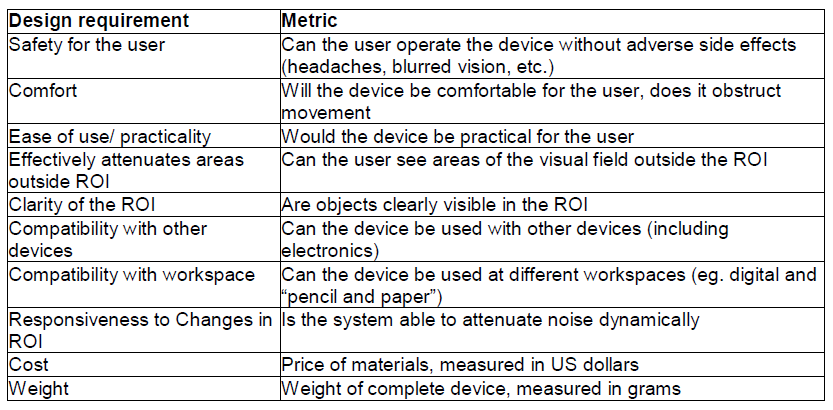 Design requirement Metric
Safety for the user Can the user operate the device without adverse side effects
(headaches, blurred vision, etc.)
Comfort Will the device be comfortable for the user, does it obstruct
movement
Ease of use/ practicality Would the device be practical for the user
Effectively attenuates areas Can the user see areas of the visual field outside the ROI
outside ROI
Clarity of the ROI Are objects clearly visible in the ROI
Compatibility with other Can the device be used with other devices (including
devices electronics)
Compatibility with workspace Can the device be used at different workspaces (eg. digital and
“pencil and paper”)
Responsiveness to Changes in Is the system able to attenuate noise dynamically
ROI
Cost Price of materials, measured in US dollars
Weight Weight of complete device, measured in grams